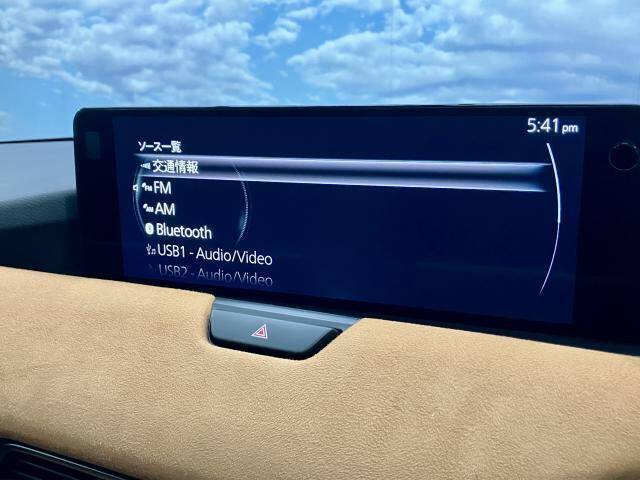 5:41 pm
ソース一覧
交通情報
FM
AM
Bluetooth
USB1 - Audio/Video
USB2 - Audio/Video